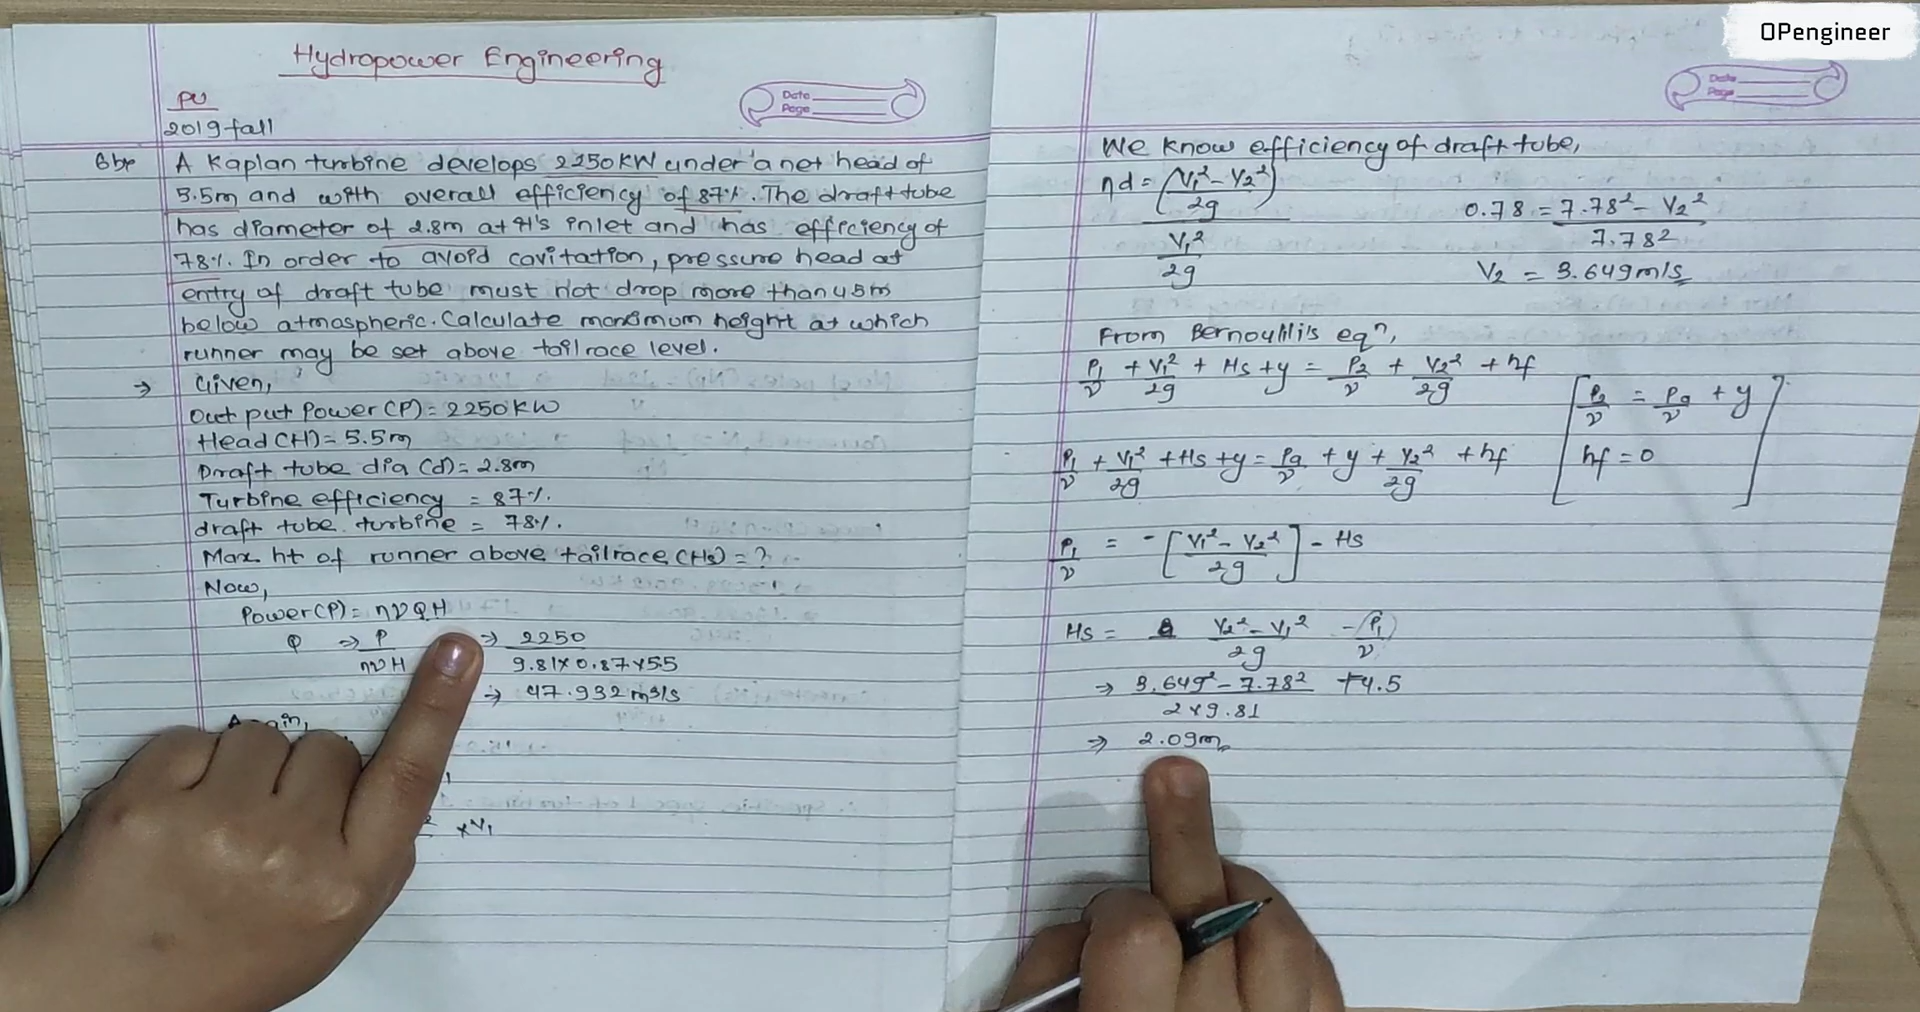 Hydropower Engineering
PU
2019 fall
Date
Page
6 b)
A Kaplan turbine develops 2250KW under a net head of
5.5m and with overall efficiency of 87%. The draft tube
has diameter of 2.8m at it's inlet and has efficiency of
78%. In order to avoid cavitation, pressure head at
entry of draft tube must not drop more than 4.5m
below atmospheric. Calculate maximum height at which
runner may be set above tailrace level.
→ Given,
Out put Power (P) = 2250KW
Head (H) = 5.5m
Draft tube dia (d) = 2.8m
Turbine efficiency = 87%.
draft tube turbine = 78%.
Max ht of runner above tailrace (Hs) = ?
Now,
Power (P) = ηγQH
Q ⇒ P / ηγH ⇒ 2250 / 9.81×0.87×5.5
⇒ 47.932 m3/s
×V1
OPengineer
Date
Page
We know efficiency of draft tube,
ηd = (V1² - V2² / 2g) / V1² / 2g
0.78 = 7.78² - V2² / 7.78²
V2 = 3.649m/s
From Bernoulli's eqn,
P1/γ + V1²/2g + Hs + y = P2/γ + V2²/2g + hf
[P2/γ = Pa/γ + y
hf = 0]
P1/γ + V1²/2g + Hs + y = Pa/γ + y + V2²/2g + hf
P1/γ = - [V1² - V2² / 2g] - Hs
Hs = V2² - V1² / 2g - (P1/γ)
⇒ 3.649² - 7.78² / 2×9.81 + 4.5
⇒ 2.09m